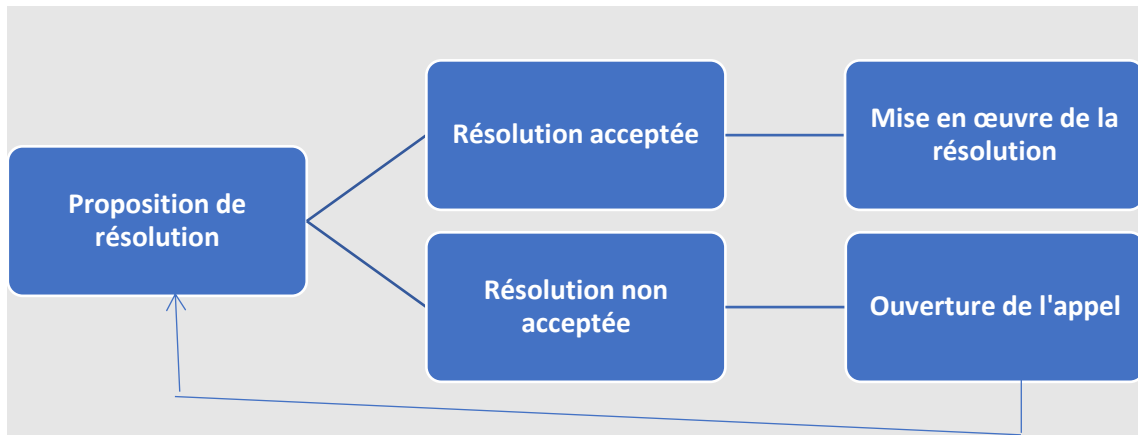 Proposition de
résolution
Résolution acceptée
Mise en œuvre de la
résolution
Résolution non
acceptée
Ouverture de l'appel